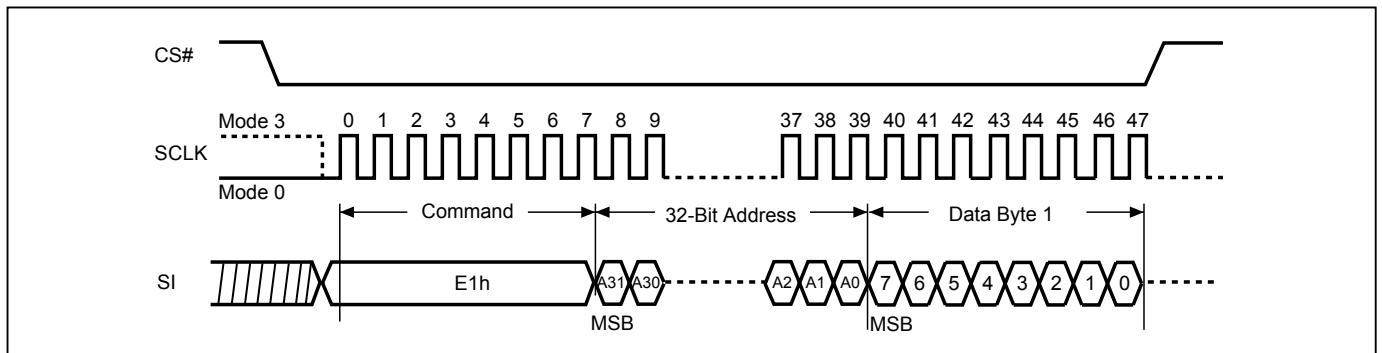 CS#
Mode 3
0 1 2 3 4 5 6 7 8 9 37 38 39 40 41 42 43 44 45 46 47
SCLK
Mode 0
Command 32-Bit Address Data Byte 1
SI E1h A31 A30 A2 A1 A0 7 6 5 4 3 2 1 0
MSB MSB